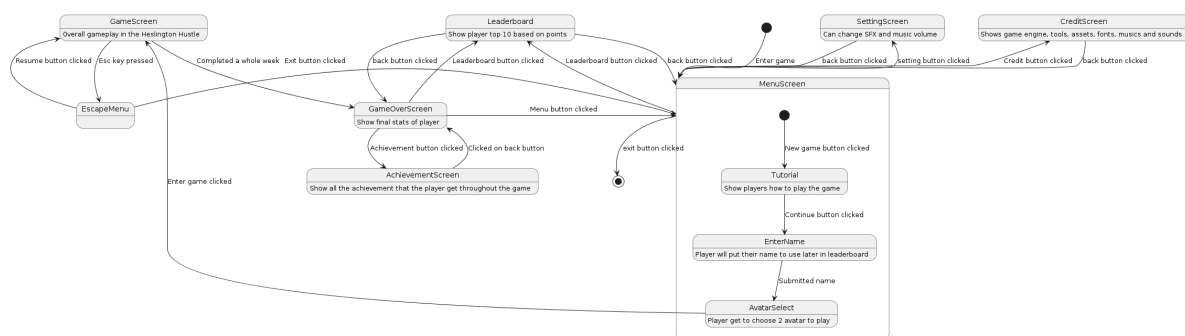 GameScreen
Overall gameplay in the Heslington Hustle
Leaderboard
Show player top 10 based on points
SettingScreen
Can change SFX and music volume
CreditScreen
Shows game engine, tools, assets, fonts, musics and sounds
Resume button clicked
Esc key pressed
Completed a whole week
Exit button clicked
back button clicked
Leaderboard button clicked
Leaderboard button clicked
back button clicked
Enter game
back button clicked
setting button clicked
Credit button clicked
back button clicked
EscapeMenu
GameOverScreen
Show final stats of player
Menu button clicked
MenuScreen
Achievement button clicked
Clicked on back button
exit button clicked
New game button clicked
AchievementScreen
Show all the achievement that the player get throughout the game
Enter game clicked
Tutorial
Show players how to play the game
Continue button clicked
EnterName
Player will put their name to use later in leaderboard
Submitted name
AvatarSelect
Player get to choose 2 avatar to play